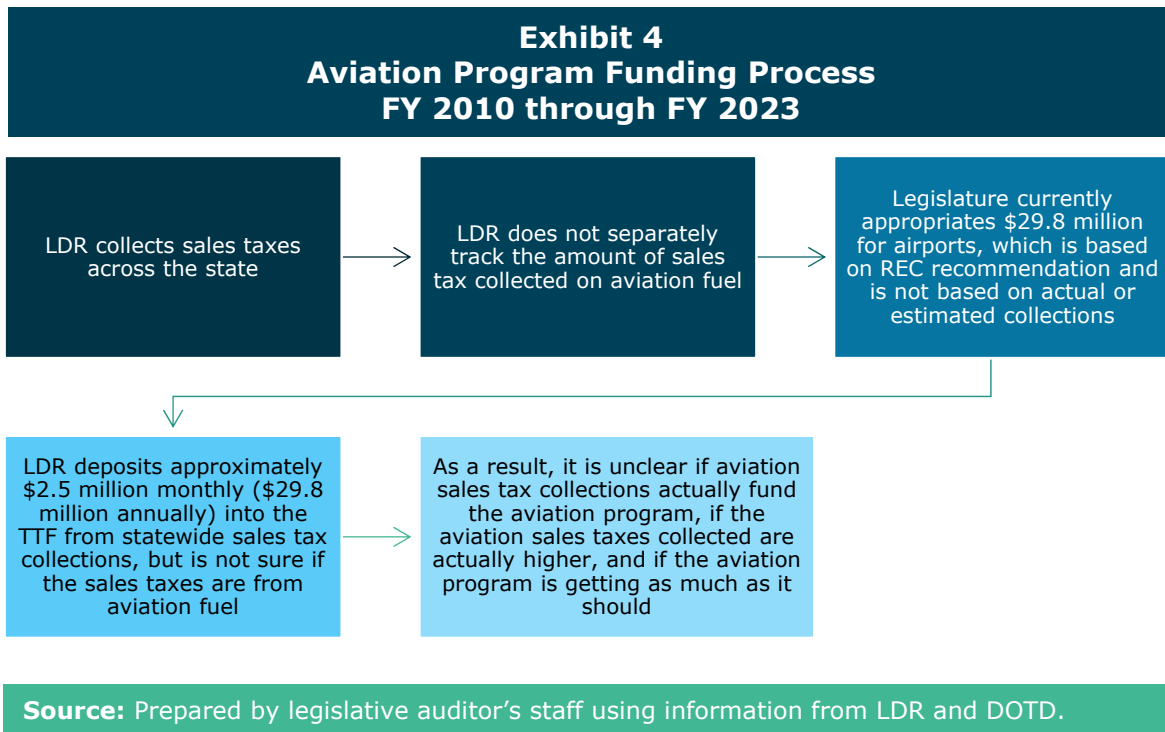 Exhibit 4
Aviation Program Funding Process
FY 2010 through FY 2023
LDR collects sales taxes
across the state
LDR does not separately
track the amount of sales
tax collected on aviation fuel
Legislature currently
appropriates $29.8 million
for airports, which is based
on REC recommendation and
is not based on actual or
estimated collections
LDR deposits approximately
$2.5 million monthly ($29.8
million annually) into the
TTF from statewide sales tax
collections, but is not sure if
the sales taxes are from
aviation fuel
As a result, it is unclear if aviation
sales tax collections actually fund
the aviation program, if the
aviation sales taxes collected are
actually higher, and if the aviation
program is getting as much as it
should
Source: Prepared by legislative auditor’s staff using information from LDR and DOTD.